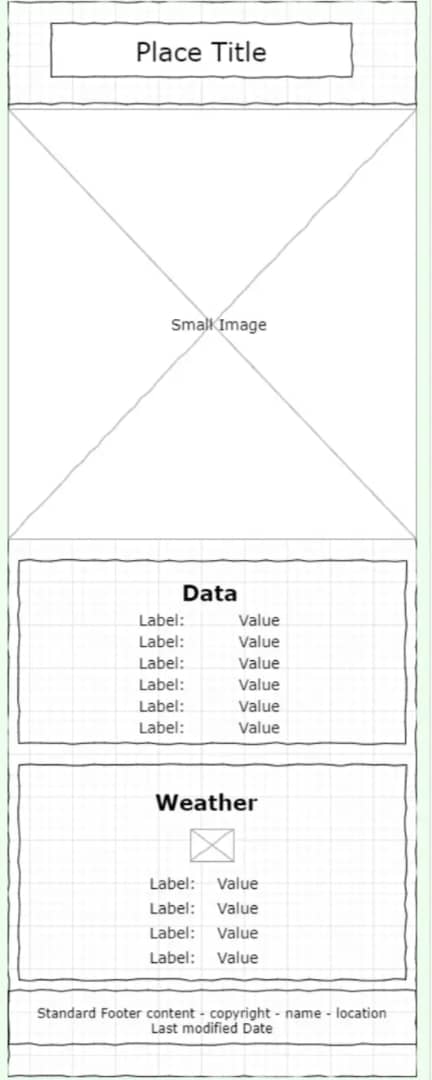 Place Title
Small Image
Data
Label: Value
Label: Value
Label: Value
Label: Value
Label: Value
Label: Value
Weather
Label: Value
Label: Value
Label: Value
Label: Value
Standard Footer content - copyright - name - location
Last modified Date